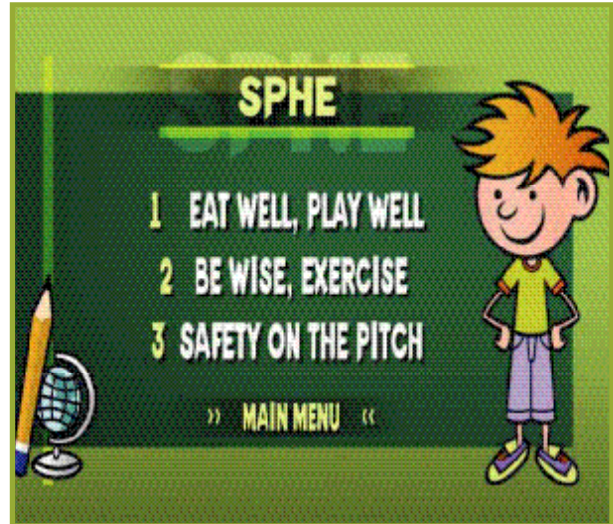 SPHE
1 EAT WELL, PLAY WELL
2 BE WISE, EXERCISE
3 SAFETY ON THE PITCH
>> MAIN MENU <<